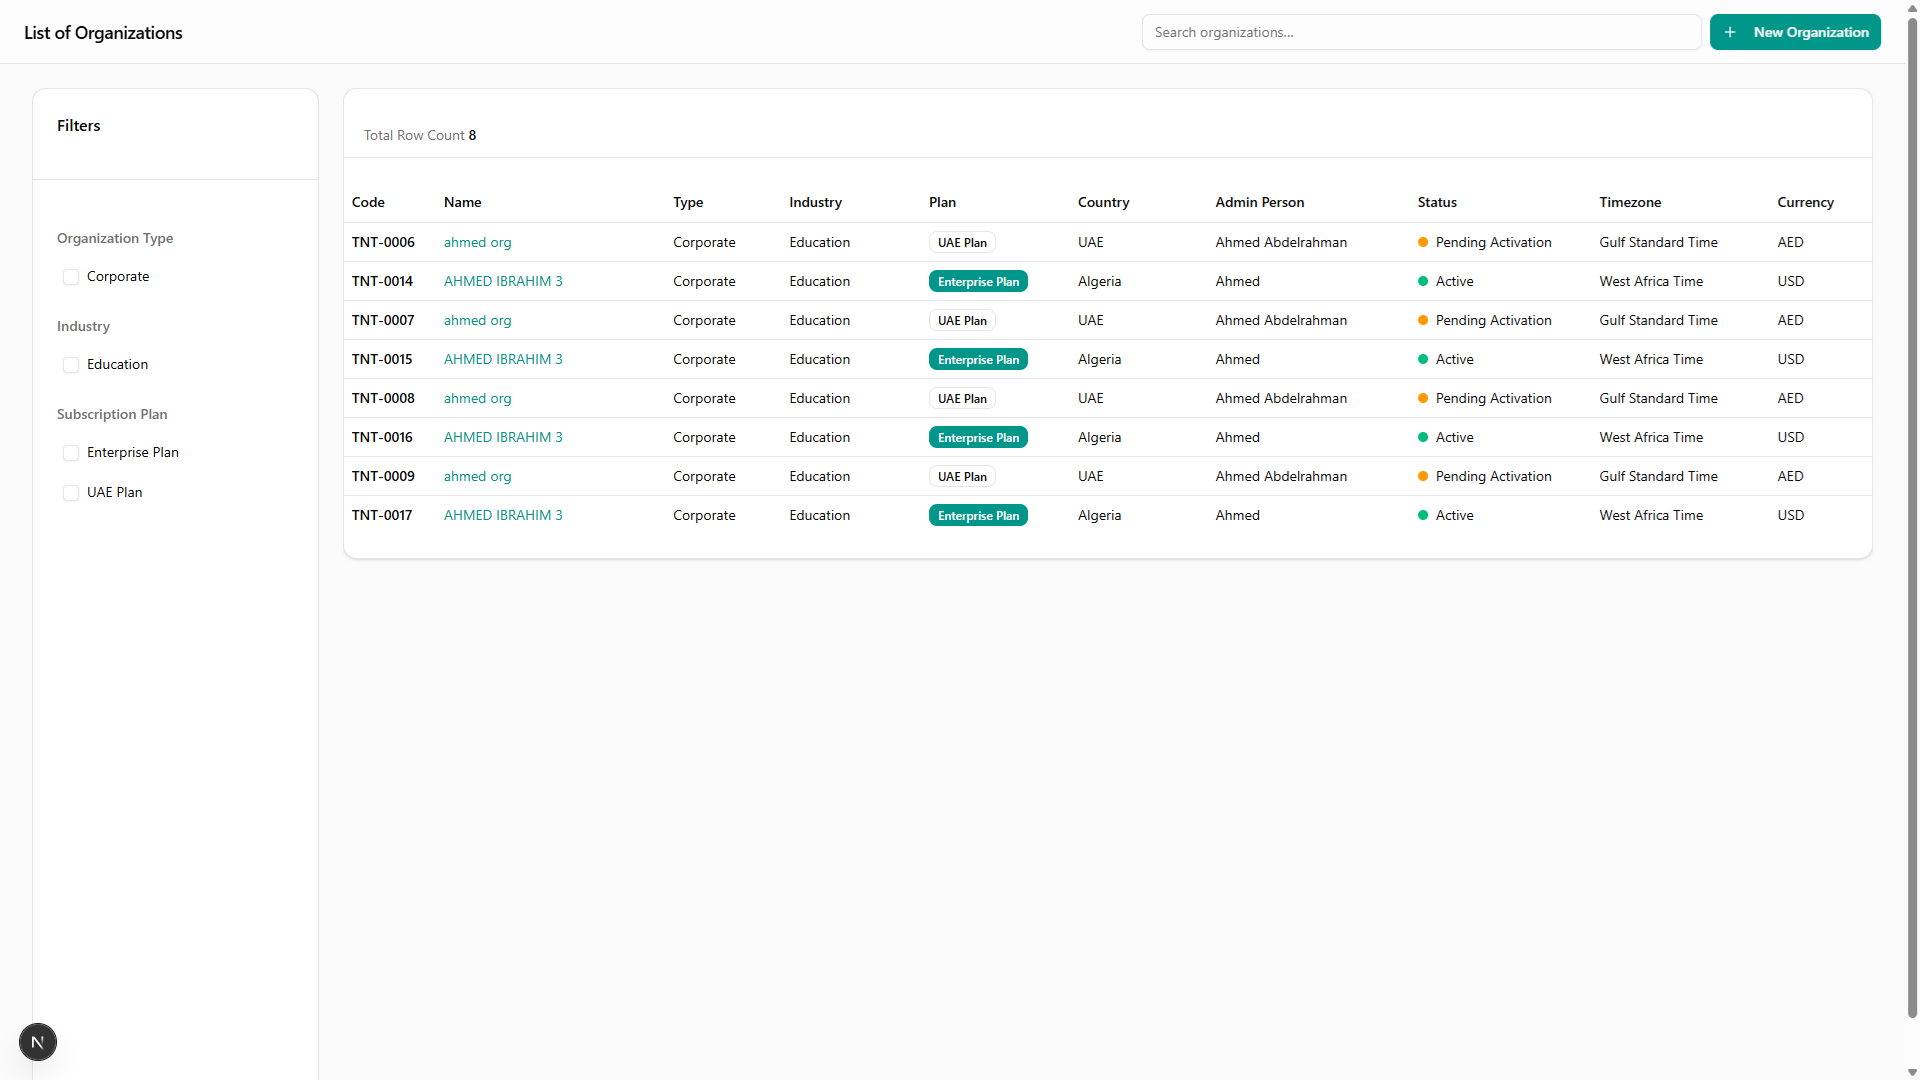 List of Organizations
Search organizations...
+ New Organization
Filters
Organization Type
Corporate
Industry
Education
Subscription Plan
Enterprise Plan
UAE Plan
Total Row Count 8
Code Name Type Industry Plan Country Admin Person Status Timezone Currency
TNT-0006 ahmed org Corporate Education UAE Plan UAE Ahmed Abdelrahman Pending Activation Gulf Standard Time AED
TNT-0014 AHMED IBRAHIM 3 Corporate Education Enterprise Plan Algeria Ahmed Active West Africa Time USD
TNT-0007 ahmed org Corporate Education UAE Plan UAE Ahmed Abdelrahman Pending Activation Gulf Standard Time AED
TNT-0015 AHMED IBRAHIM 3 Corporate Education Enterprise Plan Algeria Ahmed Active West Africa Time USD
TNT-0008 ahmed org Corporate Education UAE Plan UAE Ahmed Abdelrahman Pending Activation Gulf Standard Time AED
TNT-0016 AHMED IBRAHIM 3 Corporate Education Enterprise Plan Algeria Ahmed Active West Africa Time USD
TNT-0009 ahmed org Corporate Education UAE Plan UAE Ahmed Abdelrahman Pending Activation Gulf Standard Time AED
TNT-0017 AHMED IBRAHIM 3 Corporate Education Enterprise Plan Algeria Ahmed Active West Africa Time USD
N